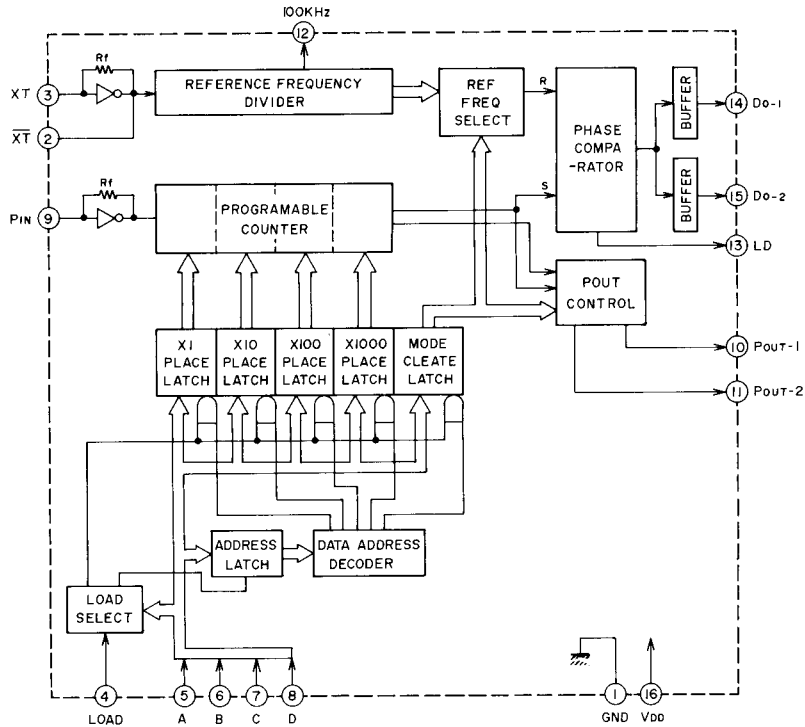 100KHz
12
Rf
XT 3
REFERENCE FREQUENCY
DIVIDER
REF
FREQ
SELECT
R
PHASE
COMPA
-RATOR
BUFFER
14 Do-1
XT 2
Rf
PIN 9
PROGRAMABLE
COUNTER
S
BUFFER
15 Do-2
13 LD
POUT
CONTROL
X1
PLACE
LATCH
X10
PLACE
LATCH
X100
PLACE
LATCH
X1000
PLACE
LATCH
MODE
CLEATE
LATCH
10 POUT-1
11 POUT-2
ADDRESS
LATCH
DATA ADDRESS
DECODER
LOAD
SELECT
4
LOAD
5
A
6
B
7
C
8
D
1
GND
16
VDD